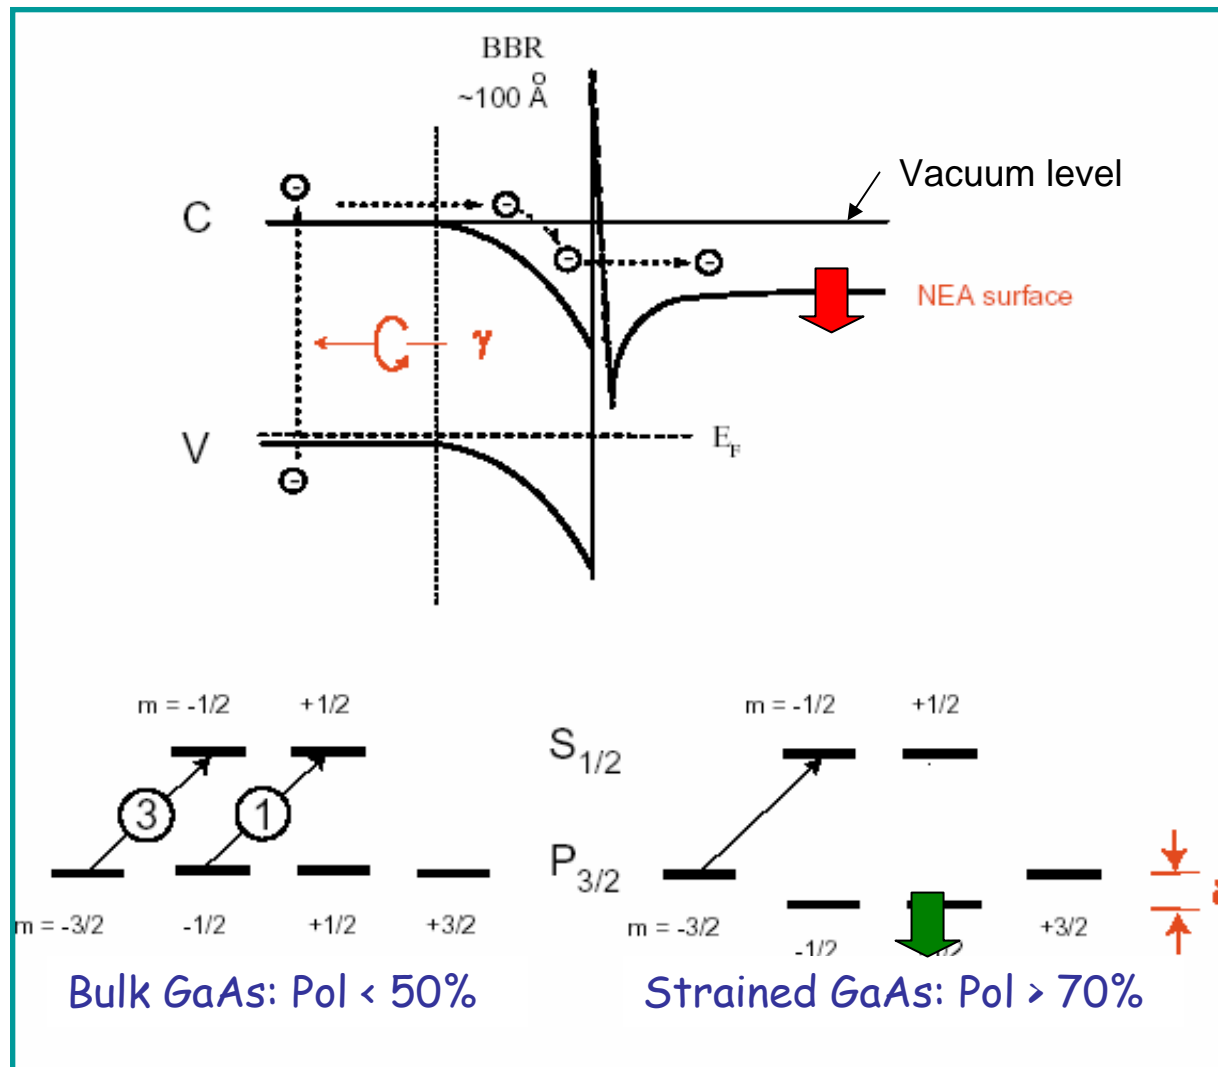 BBR
~100 Å
Vacuum level
C
NEA surface
γ
V
E_F
m = -1/2 +1/2 m = -1/2 +1/2
S1/2
3 1
P3/2
m = -3/2 -1/2 +1/2 +3/2 m = -3/2 -1/2 +3/2
Bulk GaAs: Pol < 50% Strained GaAs: Pol > 70%